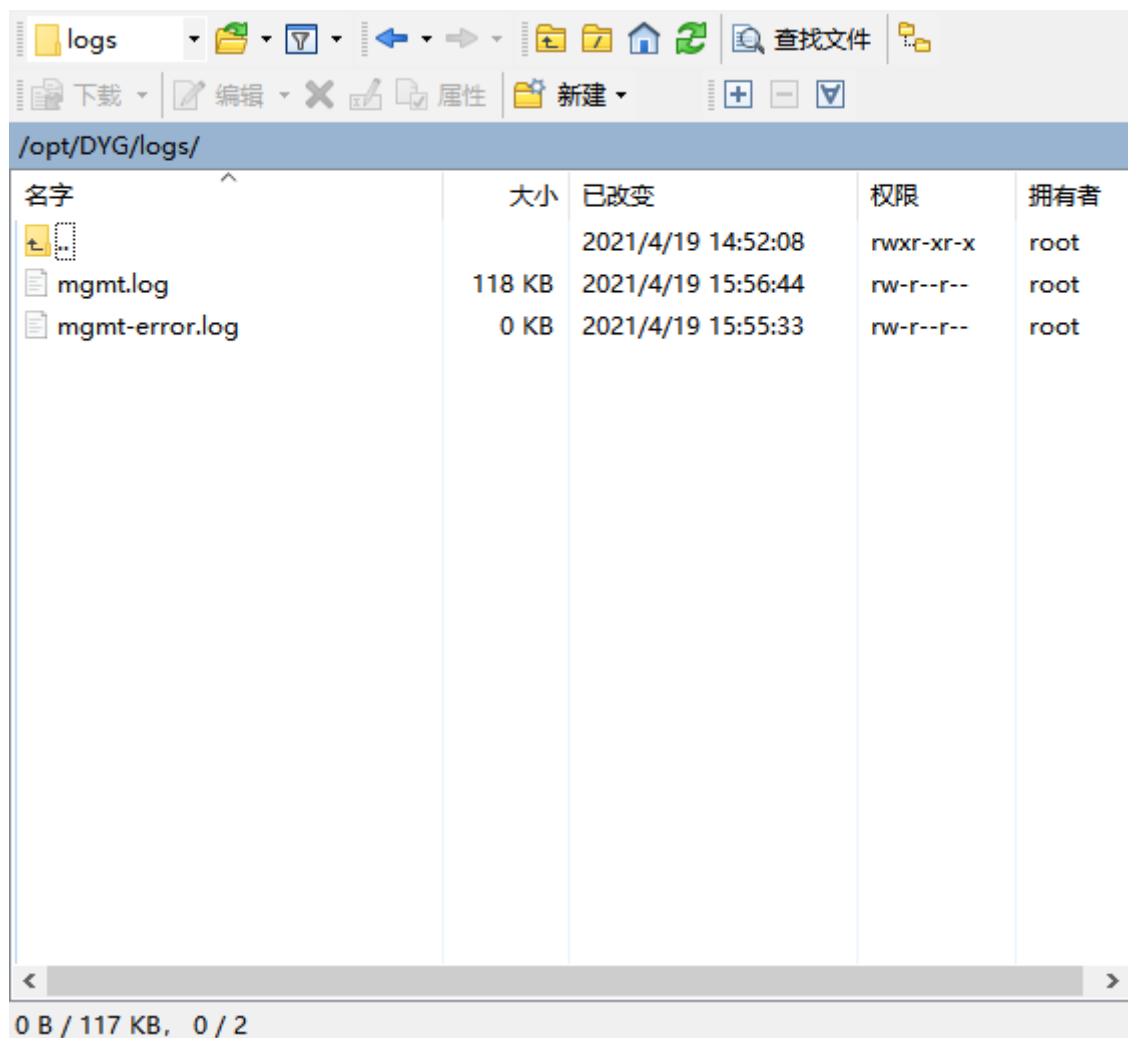 logs 查找文件
下载 编辑 属性 新建
/opt/DYG/logs/
名字 大小 已改变 权限 拥有者
.. 2021/4/19 14:52:08 rwxr-xr-x root
mgmt.log 118 KB 2021/4/19 15:56:44 rw-r--r-- root
mgmt-error.log 0 KB 2021/4/19 15:55:33 rw-r--r-- root
0 B / 117 KB, 0 / 2